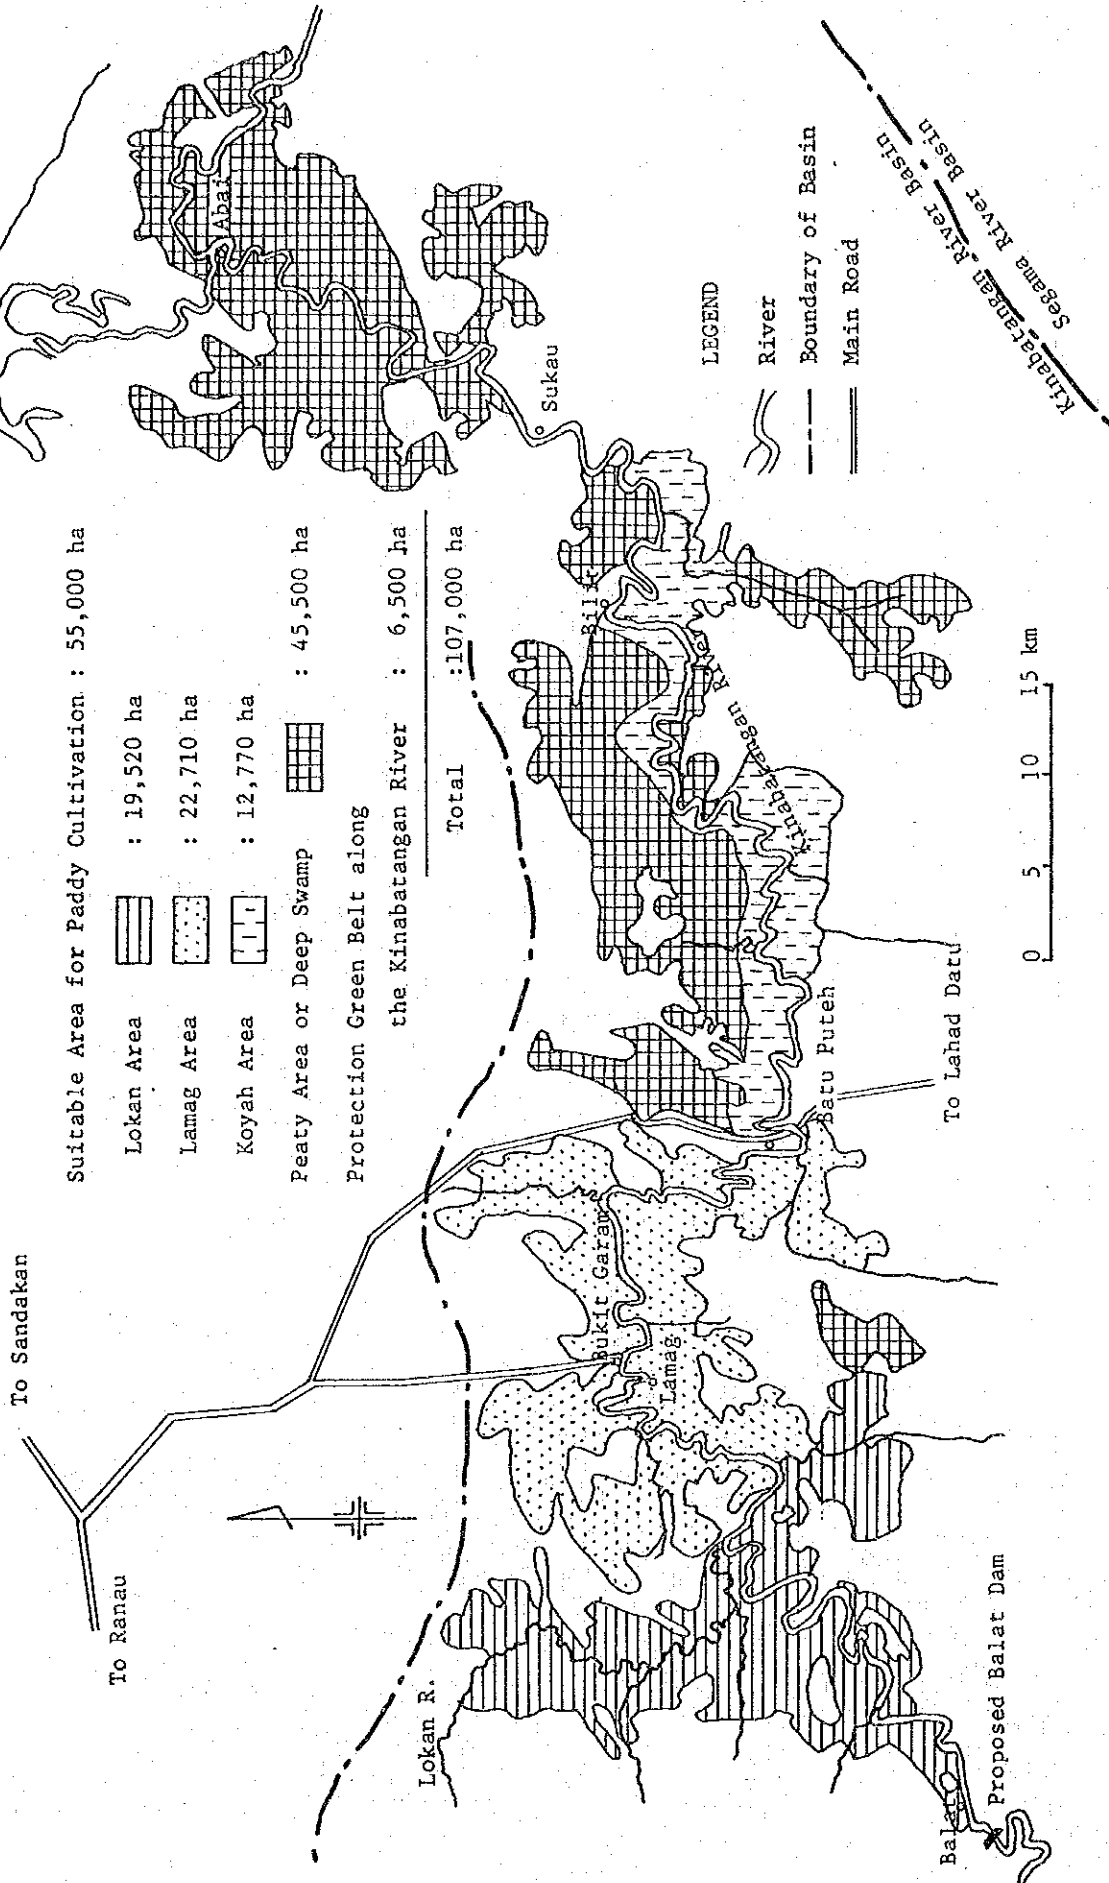 Suitable Area for Paddy Cultivation : 55,000 ha
Lokan Area : 19,520 ha
Lamag Area : 22,710 ha
Koyah Area : 12,770 ha
Peaty Area or Deep Swamp : 45,500 ha
Protection Green Belt along
the Kinabatangan River : 6,500 ha
Total :107,000 ha
To Sandakan
To Ranau
Lokan R.
Abai
Sukau
Bilit
Kinabatangan River
Bukit Garam
Lamag
Batu Puteh
To Lahad Datu
Balat
Proposed Balat Dam
LEGEND
River
Boundary of Basin
Main Road
Kinabatangan River Basin
Segama River Basin
0 5 10 15 km